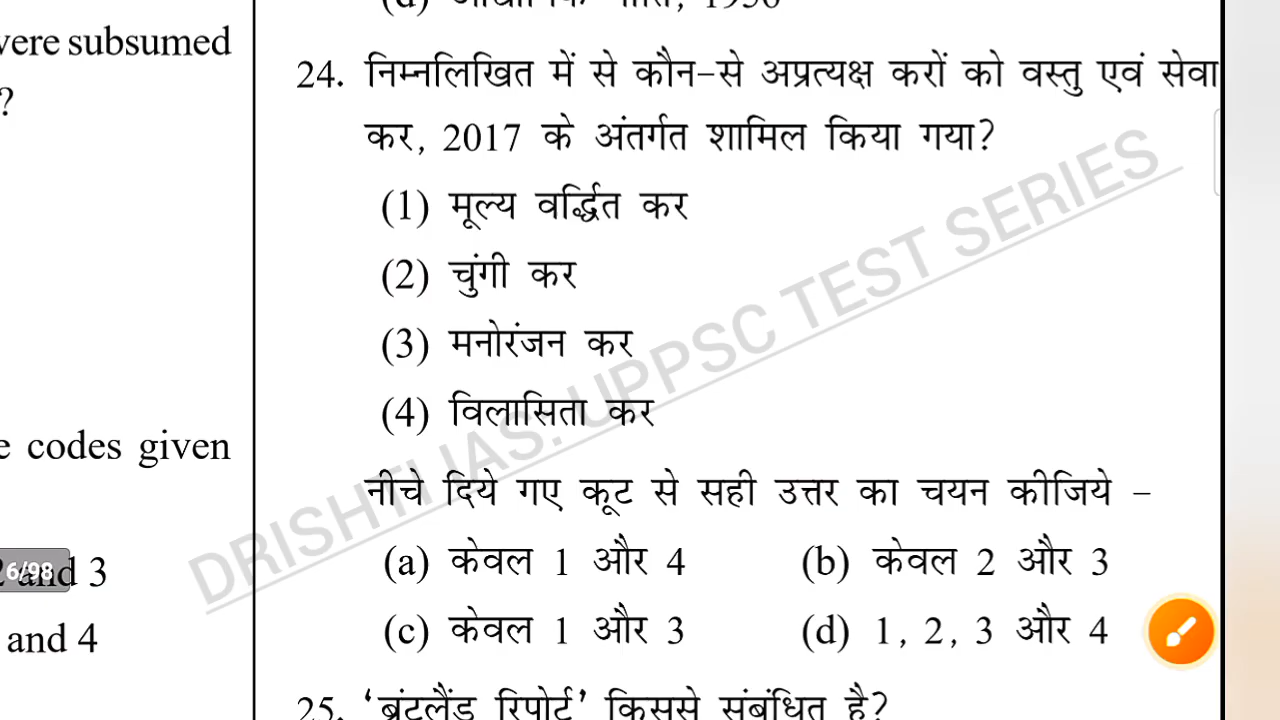 were subsumed
?
e codes given
2 and 3
and 4
6/98
24. निम्नलिखित में से कौन-से अप्रत्यक्ष करों को वस्तु एवं सेवा
कर, 2017 के अंतर्गत शामिल किया गया?
(1) मूल्य वर्द्धित कर
(2) चुंगी कर
(3) मनोरंजन कर
(4) विलासिता कर
नीचे दिये गए कूट से सही उत्तर का चयन कीजिये –
(a) केवल 1 और 4 (b) केवल 2 और 3
(c) केवल 1 और 3 (d) 1, 2, 3 और 4
25. ‘ब्रंटलैंड रिपोर्ट’ किससे संबंधित है?
DRISHTI IAS. UPPSC TEST SERIES